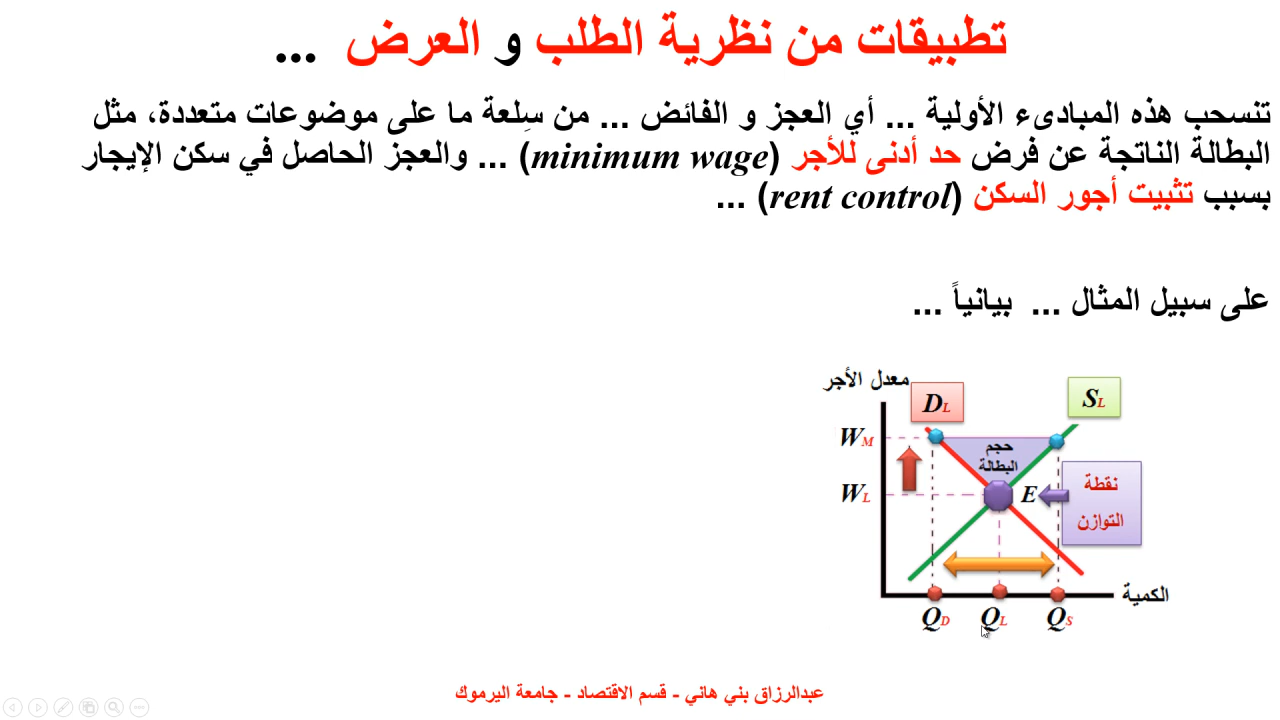 تطبيقات من نظرية الطلب و العرض ...
تنسحب هذه المبادىء الأولية ... أي العجز و الفائض ... من سِلعة ما على موضوعات متعددة، مثل
البطالة الناتجة عن فرض حد أدنى للأجر (minimum wage) ... والعجز الحاصل في سكن الإيجار
بسبب تثبيت أجور السكن (rent control) ...
على سبيل المثال ... بيانياً ...
معدل الأجر
DL
SL
WM
حجم
البطالة
WL
E
نقطة
التوازن
الكمية
QD
QL
QS
عبدالرزاق بني هاني - قسم الاقتصاد - جامعة اليرموك